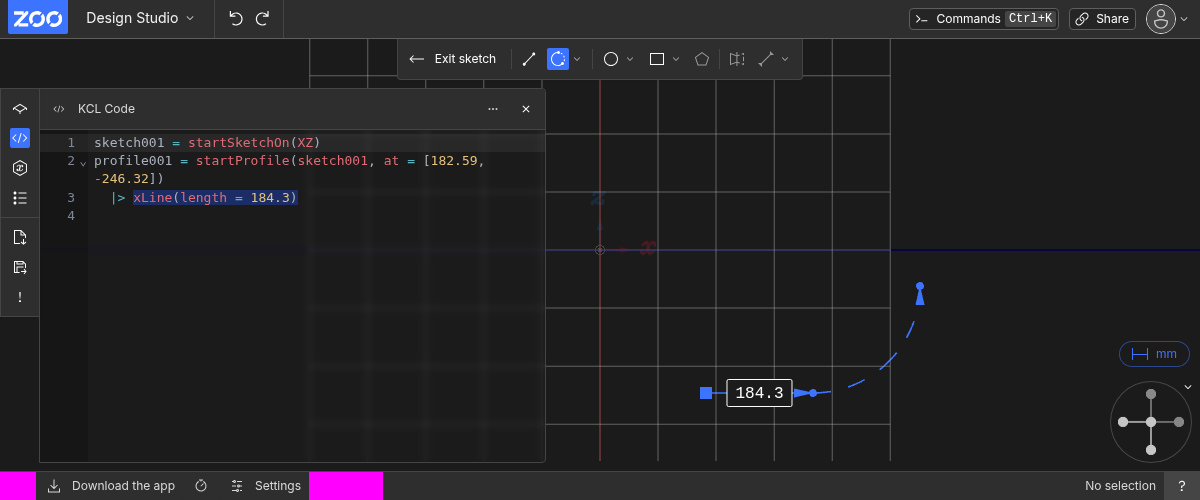 ZOO
Design Studio
Commands Ctrl+K
Share
Exit sketch
KCL Code
1 sketch001 = startSketchOn(XZ)
2 profile001 = startProfile(sketch001, at = [182.59,
-246.32])
3 |> xLine(length = 184.3)
4
z
x
184.3
mm
!
Download the app
Settings
No selection
?